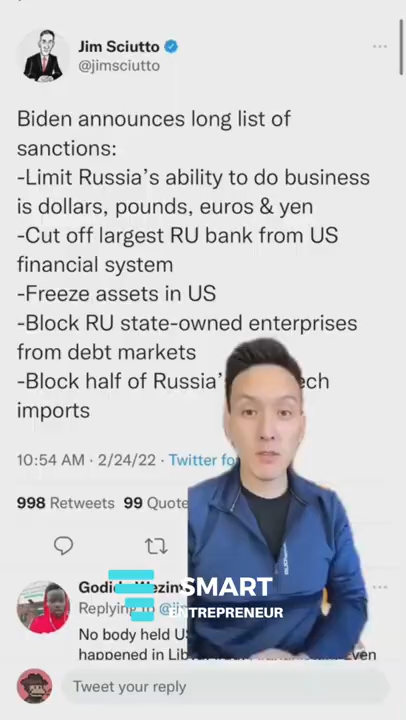 Jim Sciutto
@jimsciutto
Biden announces long list of
sanctions:
-Limit Russia's ability to do business
is dollars, pounds, euros & yen
-Cut off largest RU bank from US
financial system
-Freeze assets in US
-Block RU state-owned enterprises
from debt markets
-Block half of
imports
10:54 AM · 2/24/22 · Twitter
998 Retweets 99
SMART
ENTREPRENEUR
Replying to
No body held
happened in
Tweet your reply